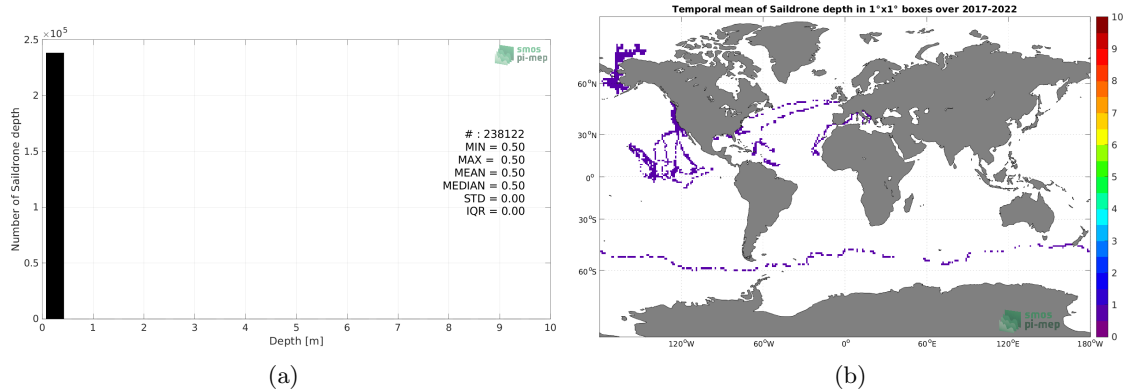 ×10⁵
2.5
2
1.5
1
0.5
0
Number of Saildrone depth
0 1 2 3 4 5 6 7 8 9 10
Depth [m]
smos
pi-mep
# : 238122
MIN = 0.50
MAX = 0.50
MEAN = 0.50
MEDIAN = 0.50
STD = 0.00
IQR = 0.00
(a)
Temporal mean of Saildrone depth in 1°x1° boxes over 2017-2022
60°N
30°N
0°
30°S
60°S
120°W 60°W 0° 60°E 120°E 180°W
smos
pi-mep
10
9
8
7
6
5
4
3
2
1
0
(b)